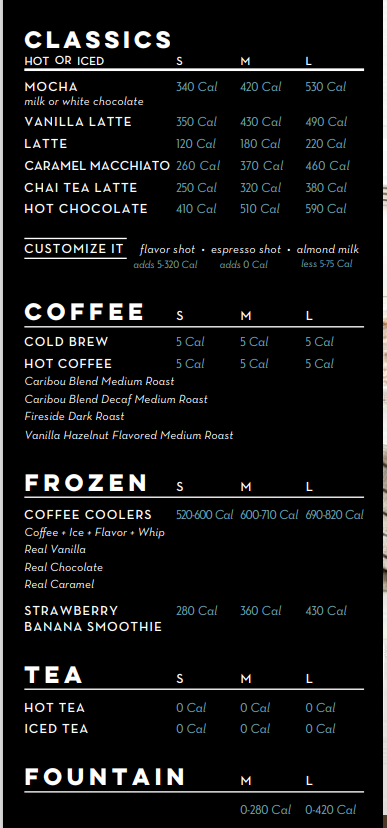 CLASSICS
HOT OR ICED S M L
MOCHA 340 Cal 420 Cal 530 Cal
milk or white chocolate
VANILLA LATTE 350 Cal 430 Cal 490 Cal
LATTE 120 Cal 180 Cal 220 Cal
CARAMEL MACCHIATO 260 Cal 370 Cal 460 Cal
CHAI TEA LATTE 250 Cal 320 Cal 380 Cal
HOT CHOCOLATE 410 Cal 510 Cal 590 Cal
CUSTOMIZE IT flavor shot • espresso shot • almond milk
adds 5-320 Cal adds 0 Cal less 5-75 Cal
COFFEE S M L
COLD BREW 5 Cal 5 Cal 5 Cal
HOT COFFEE 5 Cal 5 Cal 5 Cal
Caribou Blend Medium Roast
Caribou Blend Decaf Medium Roast
Fireside Dark Roast
Vanilla Hazelnut Flavored Medium Roast
FROZEN S M L
COFFEE COOLERS 520-600 Cal 600-710 Cal 690-820 Cal
Coffee + Ice + Flavor + Whip
Real Vanilla
Real Chocolate
Real Caramel
STRAWBERRY 280 Cal 360 Cal 430 Cal
BANANA SMOOTHIE
TEA S M L
HOT TEA 0 Cal 0 Cal 0 Cal
ICED TEA 0 Cal 0 Cal 0 Cal
FOUNTAIN M L
0-280 Cal 0-420 Cal